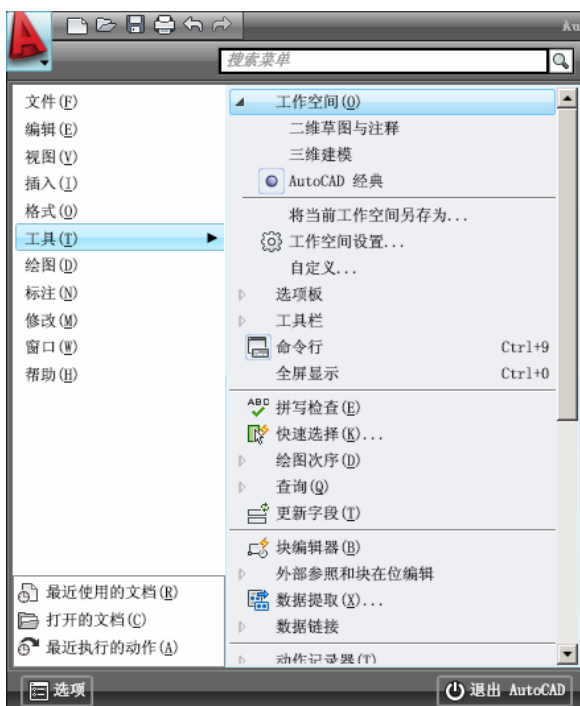 Au
搜索菜单
文件(F)
编辑(E)
视图(V)
插入(I)
格式(O)
工具(T)
绘图(D)
标注(N)
修改(M)
窗口(W)
帮助(H)
最近使用的文档(R)
打开的文档(C)
最近执行的动作(A)
工作空间(O)
二维草图与注释
三维建模
AutoCAD 经典
将当前工作空间另存为...
工作空间设置...
自定义...
选项板
工具栏
命令行 Ctrl+9
全屏显示 Ctrl+0
ABC 拼写检查(E)
快速选择(K)...
绘图次序(D)
查询(Q)
更新字段(T)
块编辑器(B)
外部参照和块在位编辑
数据提取(X)...
数据链接
动作记录器(T)
选项
退出 AutoCAD